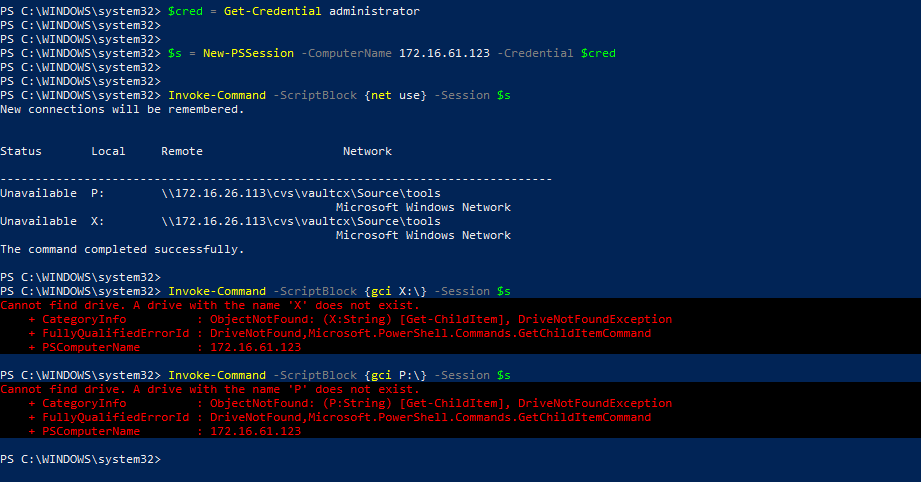 PS C:\WINDOWS\system32> $cred = Get-Credential administrator
PS C:\WINDOWS\system32>
PS C:\WINDOWS\system32>
PS C:\WINDOWS\system32> $s = New-PSSession -ComputerName 172.16.61.123 -Credential $cred
PS C:\WINDOWS\system32>
PS C:\WINDOWS\system32>
PS C:\WINDOWS\system32> Invoke-Command -ScriptBlock {net use} -Session $s
New connections will be remembered.
Status       Local     Remote                    Network
-------------------------------------------------------------------------------
Unavailable  P:        \\172.16.26.113\cvs\vaultcx\Source\tools
                                                Microsoft Windows Network
Unavailable  X:        \\172.16.26.113\cvs\vaultcx\Source\tools
                                                Microsoft Windows Network
The command completed successfully.
PS C:\WINDOWS\system32>
PS C:\WINDOWS\system32> Invoke-Command -ScriptBlock {gci X:\} -Session $s
Cannot find drive. A drive with the name 'X' does not exist.
    + CategoryInfo          : ObjectNotFound: (X:String) [Get-ChildItem], DriveNotFoundException
    + FullyQualifiedErrorId : DriveNotFound,Microsoft.PowerShell.Commands.GetChildItemCommand
    + PSComputerName        : 172.16.61.123
PS C:\WINDOWS\system32> Invoke-Command -ScriptBlock {gci P:\} -Session $s
Cannot find drive. A drive with the name 'P' does not exist.
    + CategoryInfo          : ObjectNotFound: (P:String) [Get-ChildItem], DriveNotFoundException
    + FullyQualifiedErrorId : DriveNotFound,Microsoft.PowerShell.Commands.GetChildItemCommand
    + PSComputerName        : 172.16.61.123
PS C:\WINDOWS\system32>